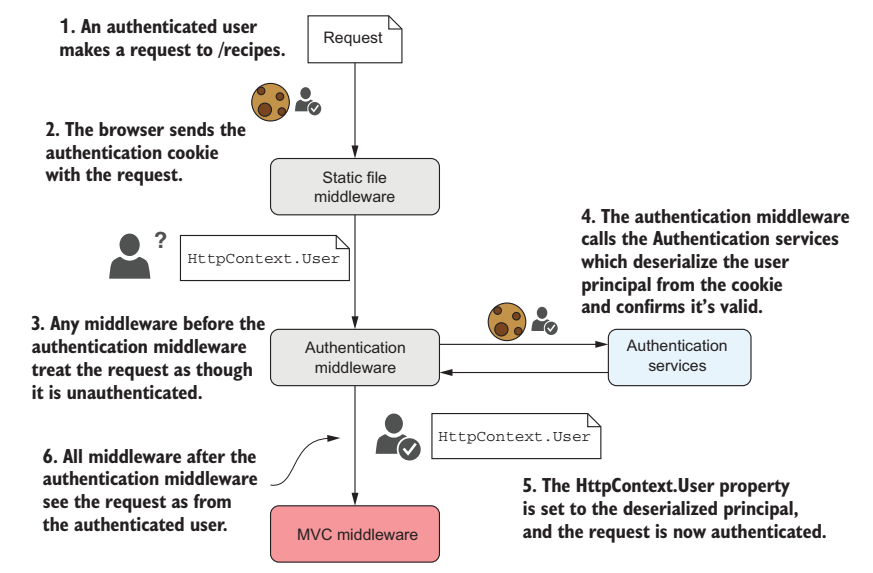 1. An authenticated user
makes a request to /recipes.
Request
2. The browser sends the
authentication cookie
with the request.
Static file
middleware
?
HttpContext.User
3. Any middleware before the
authentication middleware
treat the request as though
it is unauthenticated.
Authentication
middleware
4. The authentication middleware
calls the Authentication services
which deserialize the user
principal from the cookie
and confirms it's valid.
Authentication
services
HttpContext.User
5. The HttpContext.User property
is set to the deserialized principal,
and the request is now authenticated.
6. All middleware after the
authentication middleware
see the request as from
the authenticated user.
MVC middleware